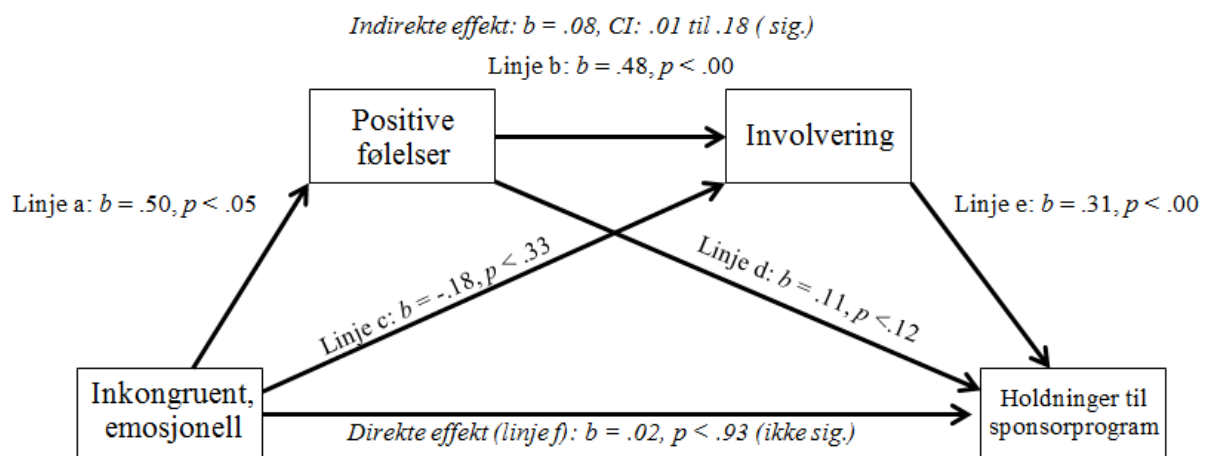 Indirekte effekt: b = .08, CI: .01 til .18 ( sig.)
Linje b: b = .48, p < .00
Positive
følelser
Involvering
Linje a: b = .50, p < .05
Linje e: b = .31, p < .00
Linje c: b = -.18, p < .33
Linje d: b = .11, p <.12
Inkongruent,
emosjonell
Holdninger til
sponsorprogram
Direkte effekt (linje f): b = .02, p < .93 (ikke sig.)